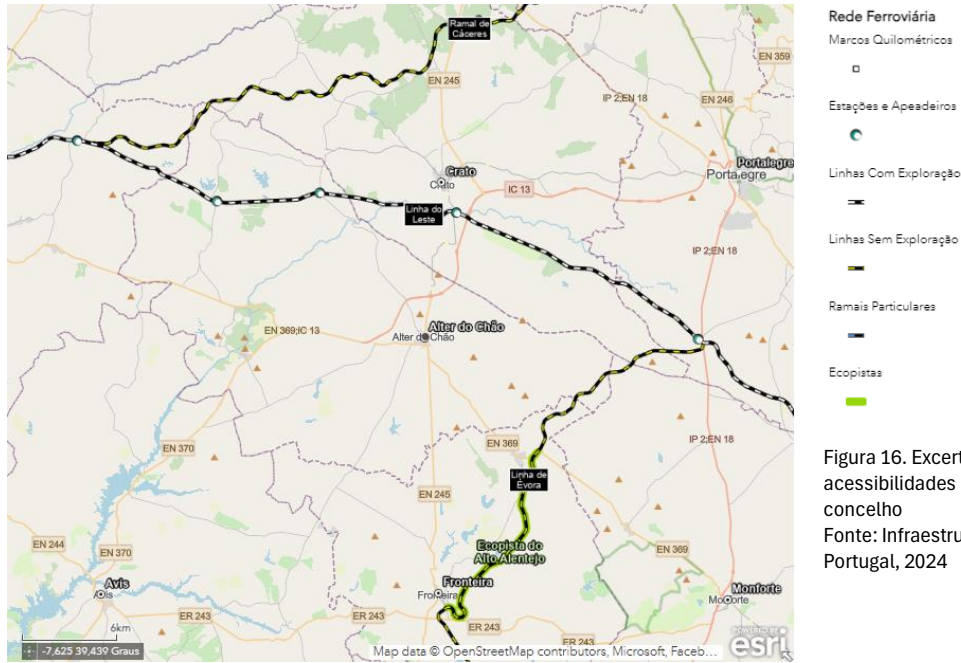 Ramal de
Cáceres
EN 245
EN 359
IP 2;EN 18
EN 246
Portalegre
Portalegre
Crato
Crato
IC 13
Linha do
Leste
IP 2;EN 18
EN 369;IC 13
Alter do Chão
Alter do Chão
EN 370
EN 369
IP 2;EN 18
Linha de
Évora
EN 245
EN 244
EN 370
Ecopista do
Alto Alentejo
EN 369
Avis
Avis
Fronteira
Fronteira
Monforte
Monforte
ER 243
ER 243
ER 243
ER 243
6km
-7,625 39,439 Graus
Map data © OpenStreetMap contributors, Microsoft, Faceb...
POWERED BY
esri
Rede Ferroviária
Marcos Quilométricos
Estações e Apeadeiros
Linhas Com Exploração
Linhas Sem Exploração
Ramais Particulares
Ecopistas
Figura 16. Excert
acessibilidades
concelho
Fonte: Infraestru
Portugal, 2024